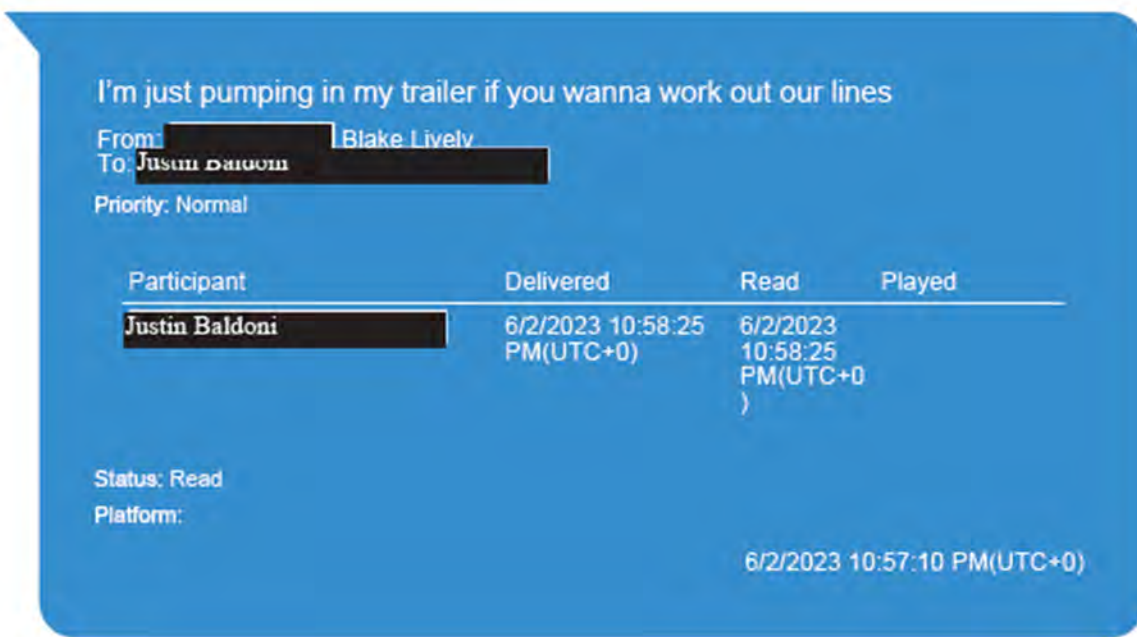 I'm just pumping in my trailer if you wanna work out our lines
From: Blake Lively
To: Justin Baldoni
Priority: Normal
Participant Delivered Read Played
Justin Baldoni 6/2/2023 10:58:25 6/2/2023
PM(UTC+0) 10:58:25
PM(UTC+0
)
Status: Read
Platform:
6/2/2023 10:57:10 PM(UTC+0)